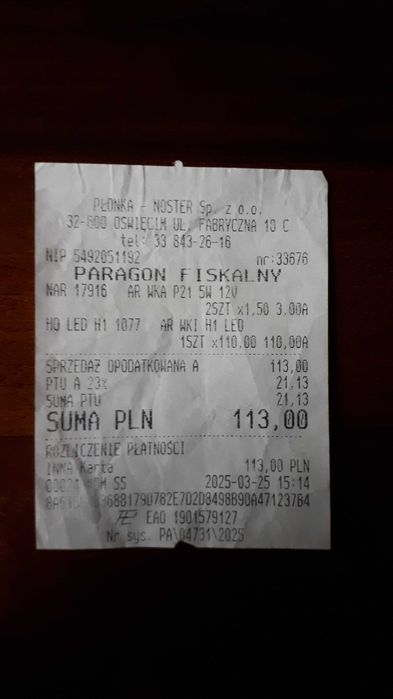 PŁONKA - NOSTER Sp. z o.o.
32-600 OŚWIĘCIM UL. FABRYCZNA 10 C
tel: 33 843-26-16
NIP 5492051192 nr:33676
PARAGON FISKALNY
NAR 17916 AR WKA P21 5W 12V
2SZT x1,50 3,00A
HO LED H1 1077 AR WKI H1 LED
1SZT x110,00 110,00A
SPRZEDAŻ OPODATKOWANA A 113,00
PTU A 23% 21,13
SUMA PTU 21,13
SUMA PLN 113,00
ROZLICZENIE PŁATNOŚCI
INNA Karta 113,00 PLN
SS 2025-03-25 15:14
EAO 1901579127
Nr sys. PA\04731\2025